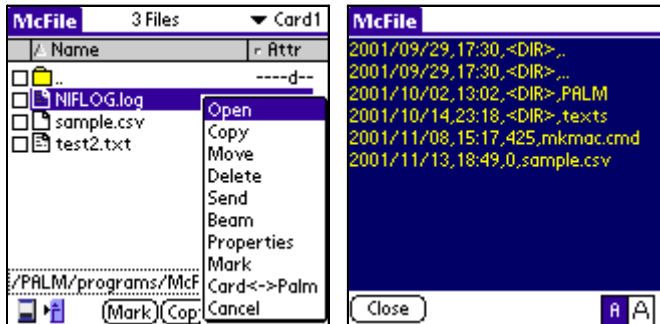 McFile 3 Files Card1
Name Attr
.. ----d--
NIFLOG.log
sample.csv
test2.txt
Open
Copy
Move
Delete
Send
Beam
Properties
Mark
Card<->Palm
Cancel
/PALM/programs/McF
Mark Cop
McFile
2001/09/29,17:30,<DIR>,.
2001/09/29,17:30,<DIR>,..
2001/10/02,13:02,<DIR>,PALM
2001/10/14,23:18,<DIR>,texts
2001/11/08,15:17,425,mkmac.cmd
2001/11/13,18:49,0,sample.csv
Close A A